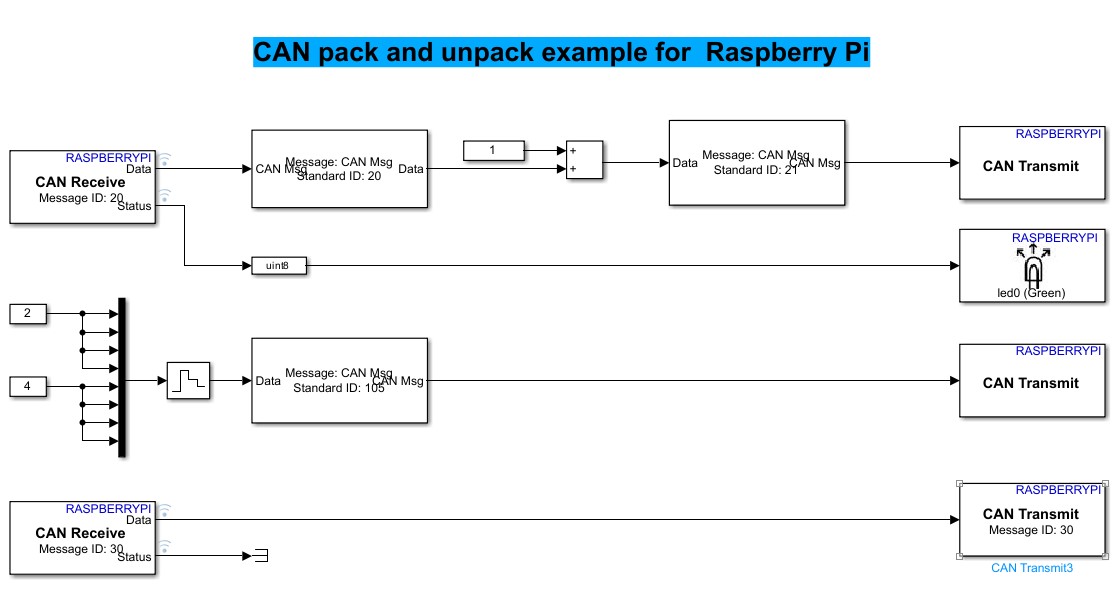 CAN pack and unpack example for  Raspberry Pi
RASPBERRYPI
Data
CAN Receive
Message ID: 20
Status
CAN Msg
Message: CAN Msg
Standard ID: 20
Data
1
+
+
Data
Message: CAN Msg
Standard ID: 21
CAN Msg
RASPBERRYPI
CAN Transmit
uint8
RASPBERRYPI
led0 (Green)
2
4
Data
Message: CAN Msg
Standard ID: 105
CAN Msg
RASPBERRYPI
CAN Transmit
RASPBERRYPI
Data
CAN Receive
Message ID: 30
Status
RASPBERRYPI
CAN Transmit
Message ID: 30
CAN Transmit3